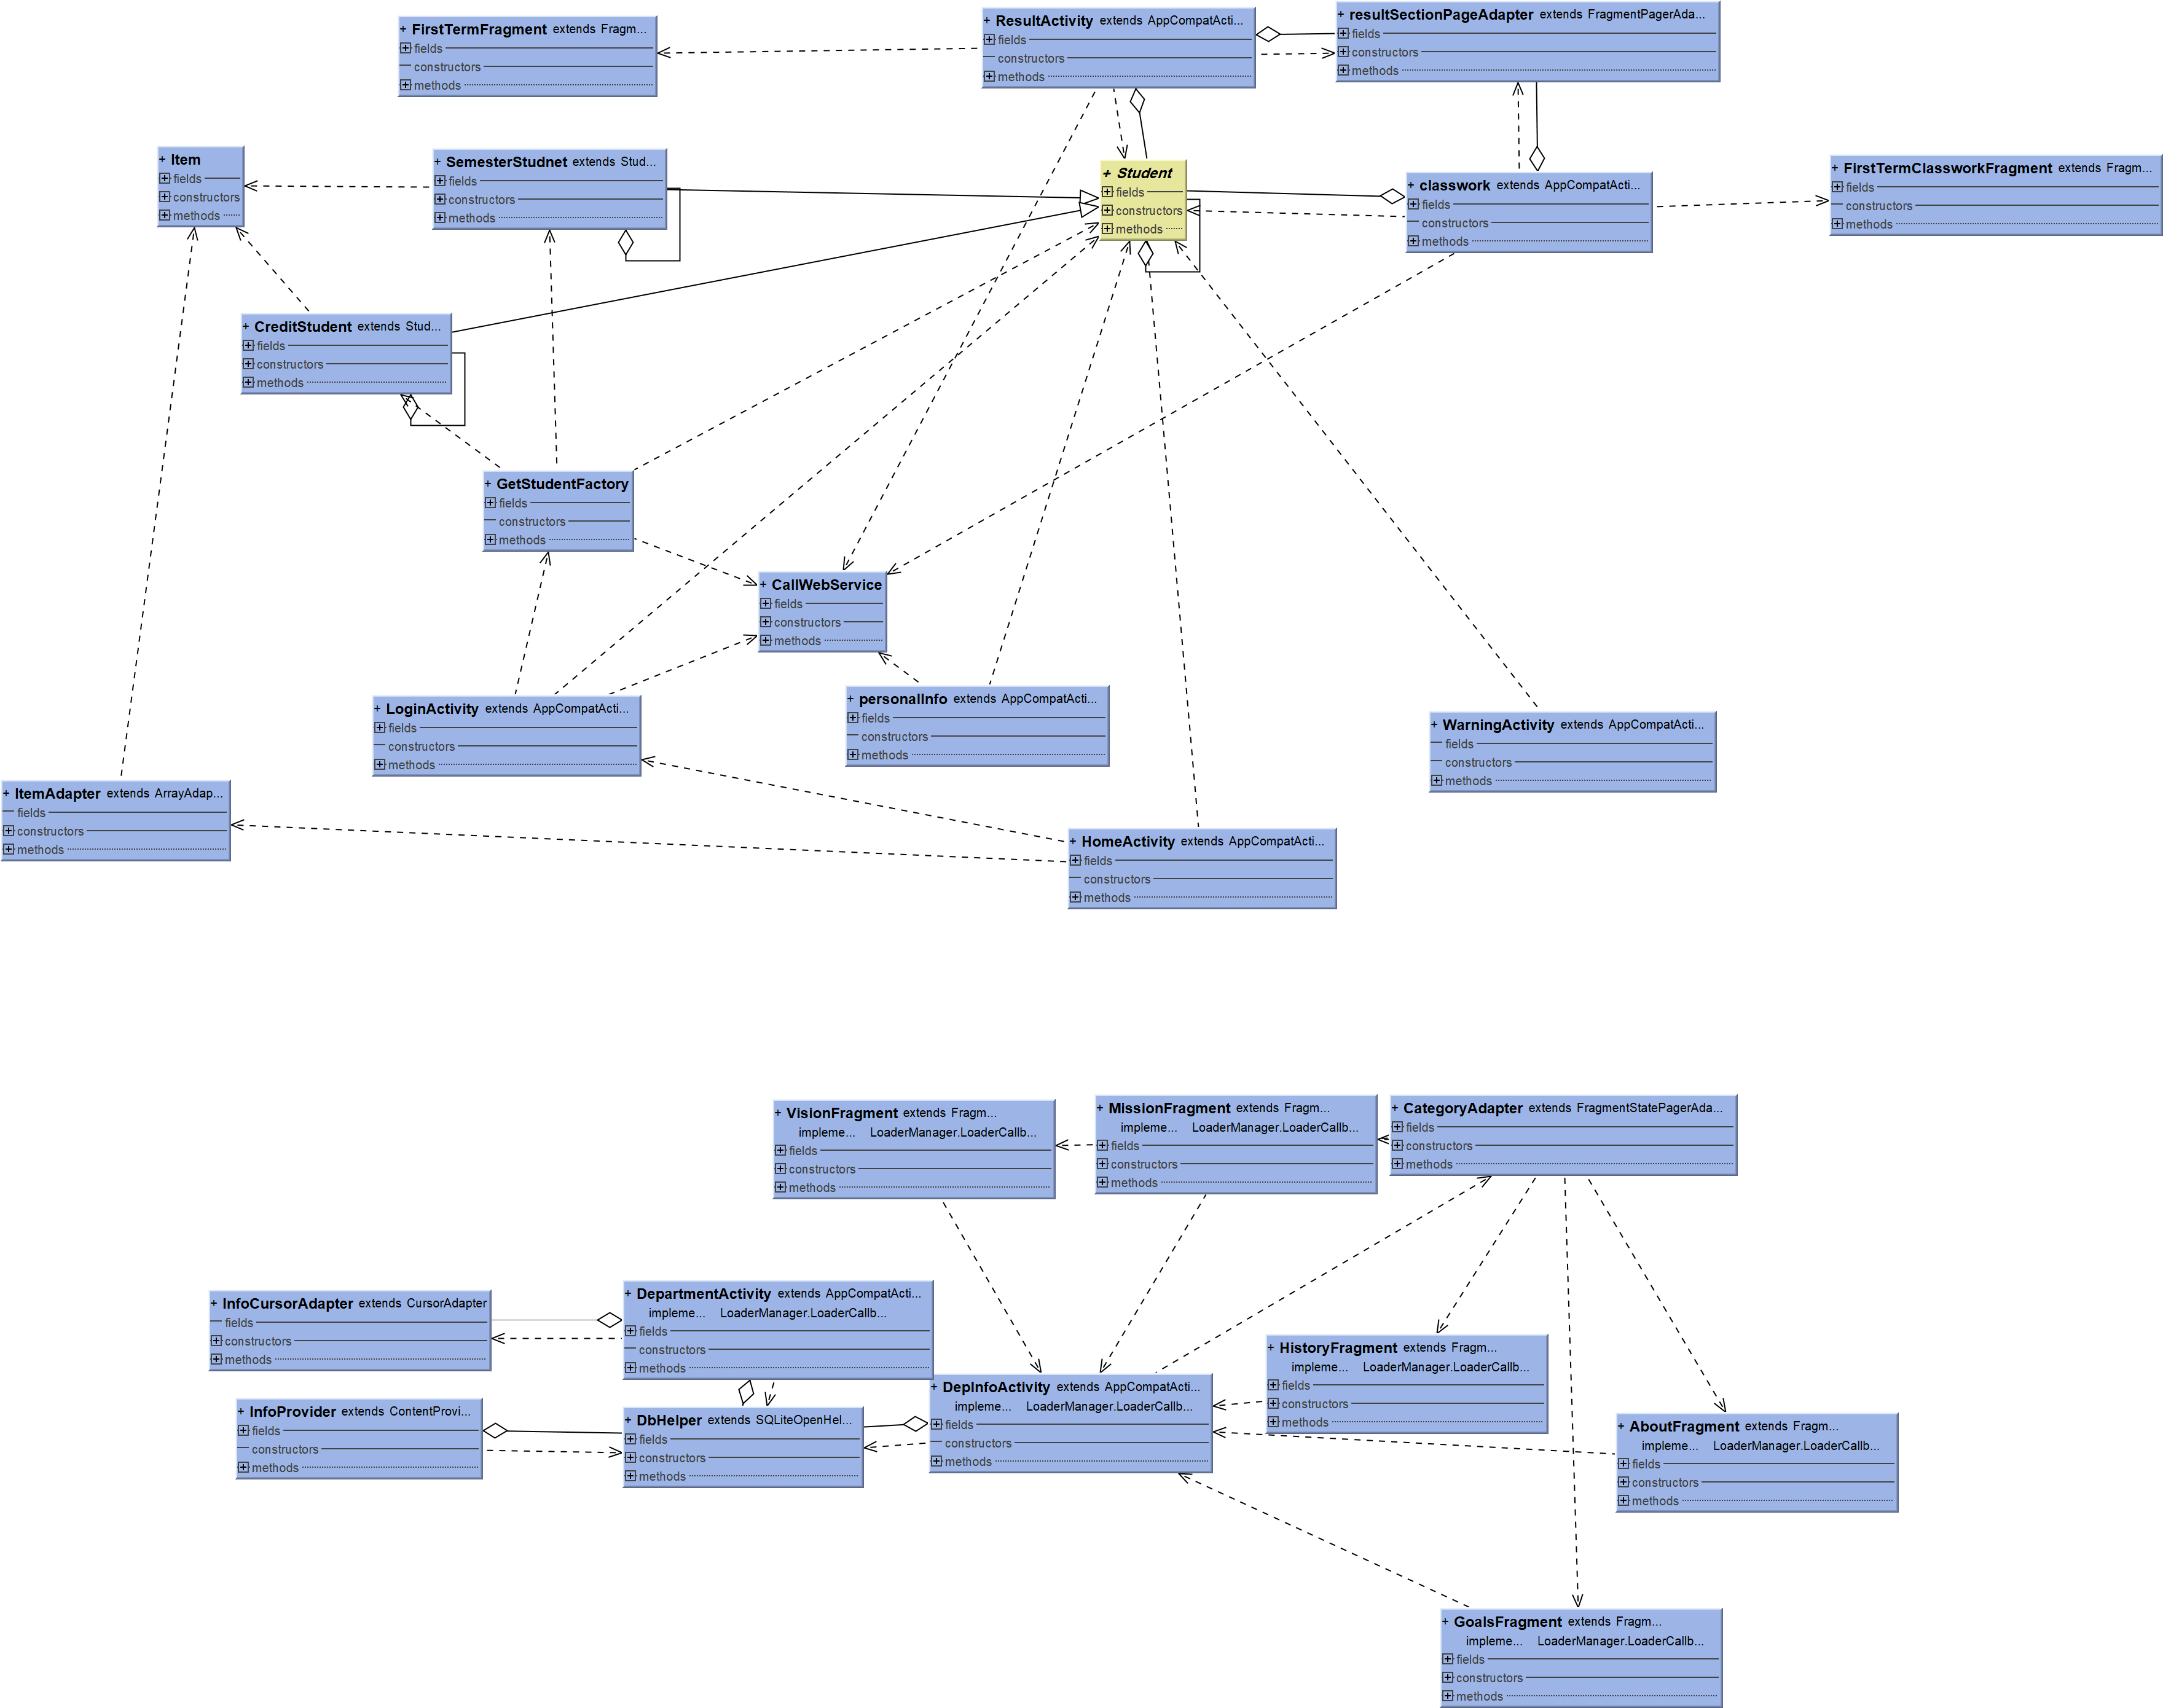 + FirstTermFragment extends Fragm...
fields
constructors
methods
+ ResultActivity extends AppCompatActi...
fields
constructors
methods
+ resultSectionPageAdapter extends FragmentPagerAda...
fields
constructors
methods
+ Item
fields
constructors
methods
+ SemesterStudnet extends Stud...
fields
constructors
methods
+ Student
fields
constructors
methods
+ classwork extends AppCompatActi...
fields
constructors
methods
+ FirstTermClassworkFragment extends Fragm...
fields
constructors
methods
+ CreditStudent extends Stud...
fields
constructors
methods
+ GetStudentFactory
fields
constructors
methods
+ CallWebService
fields
constructors
methods
+ LoginActivity extends AppCompatActi...
fields
constructors
methods
+ personalInfo extends AppCompatActi...
fields
constructors
methods
+ WarningActivity extends AppCompatActi...
fields
constructors
methods
+ ItemAdapter extends ArrayAdap...
fields
constructors
methods
+ HomeActivity extends AppCompatActi...
fields
constructors
methods
+ VisionFragment extends Fragm...
impleme... LoaderManager.LoaderCallb...
fields
constructors
methods
+ MissionFragment extends Fragm...
impleme... LoaderManager.LoaderCallb...
fields
constructors
methods
+ CategoryAdapter extends FragmentStatePagerAda...
fields
constructors
methods
+ InfoCursorAdapter extends CursorAdapter
fields
constructors
methods
+ DepartmentActivity extends AppCompatActi...
impleme... LoaderManager.LoaderCallb...
fields
constructors
methods
+ HistoryFragment extends Fragm...
impleme... LoaderManager.LoaderCallb...
fields
constructors
methods
+ InfoProvider extends ContentProvi...
fields
constructors
methods
+ DbHelper extends SQLiteOpenHel...
fields
constructors
methods
+ DepInfoActivity extends AppCompatActi...
impleme... LoaderManager.LoaderCallb...
fields
constructors
methods
+ AboutFragment extends Fragm...
impleme... LoaderManager.LoaderCallb...
fields
constructors
methods
+ GoalsFragment extends Fragm...
impleme... LoaderManager.LoaderCallb...
fields
constructors
methods